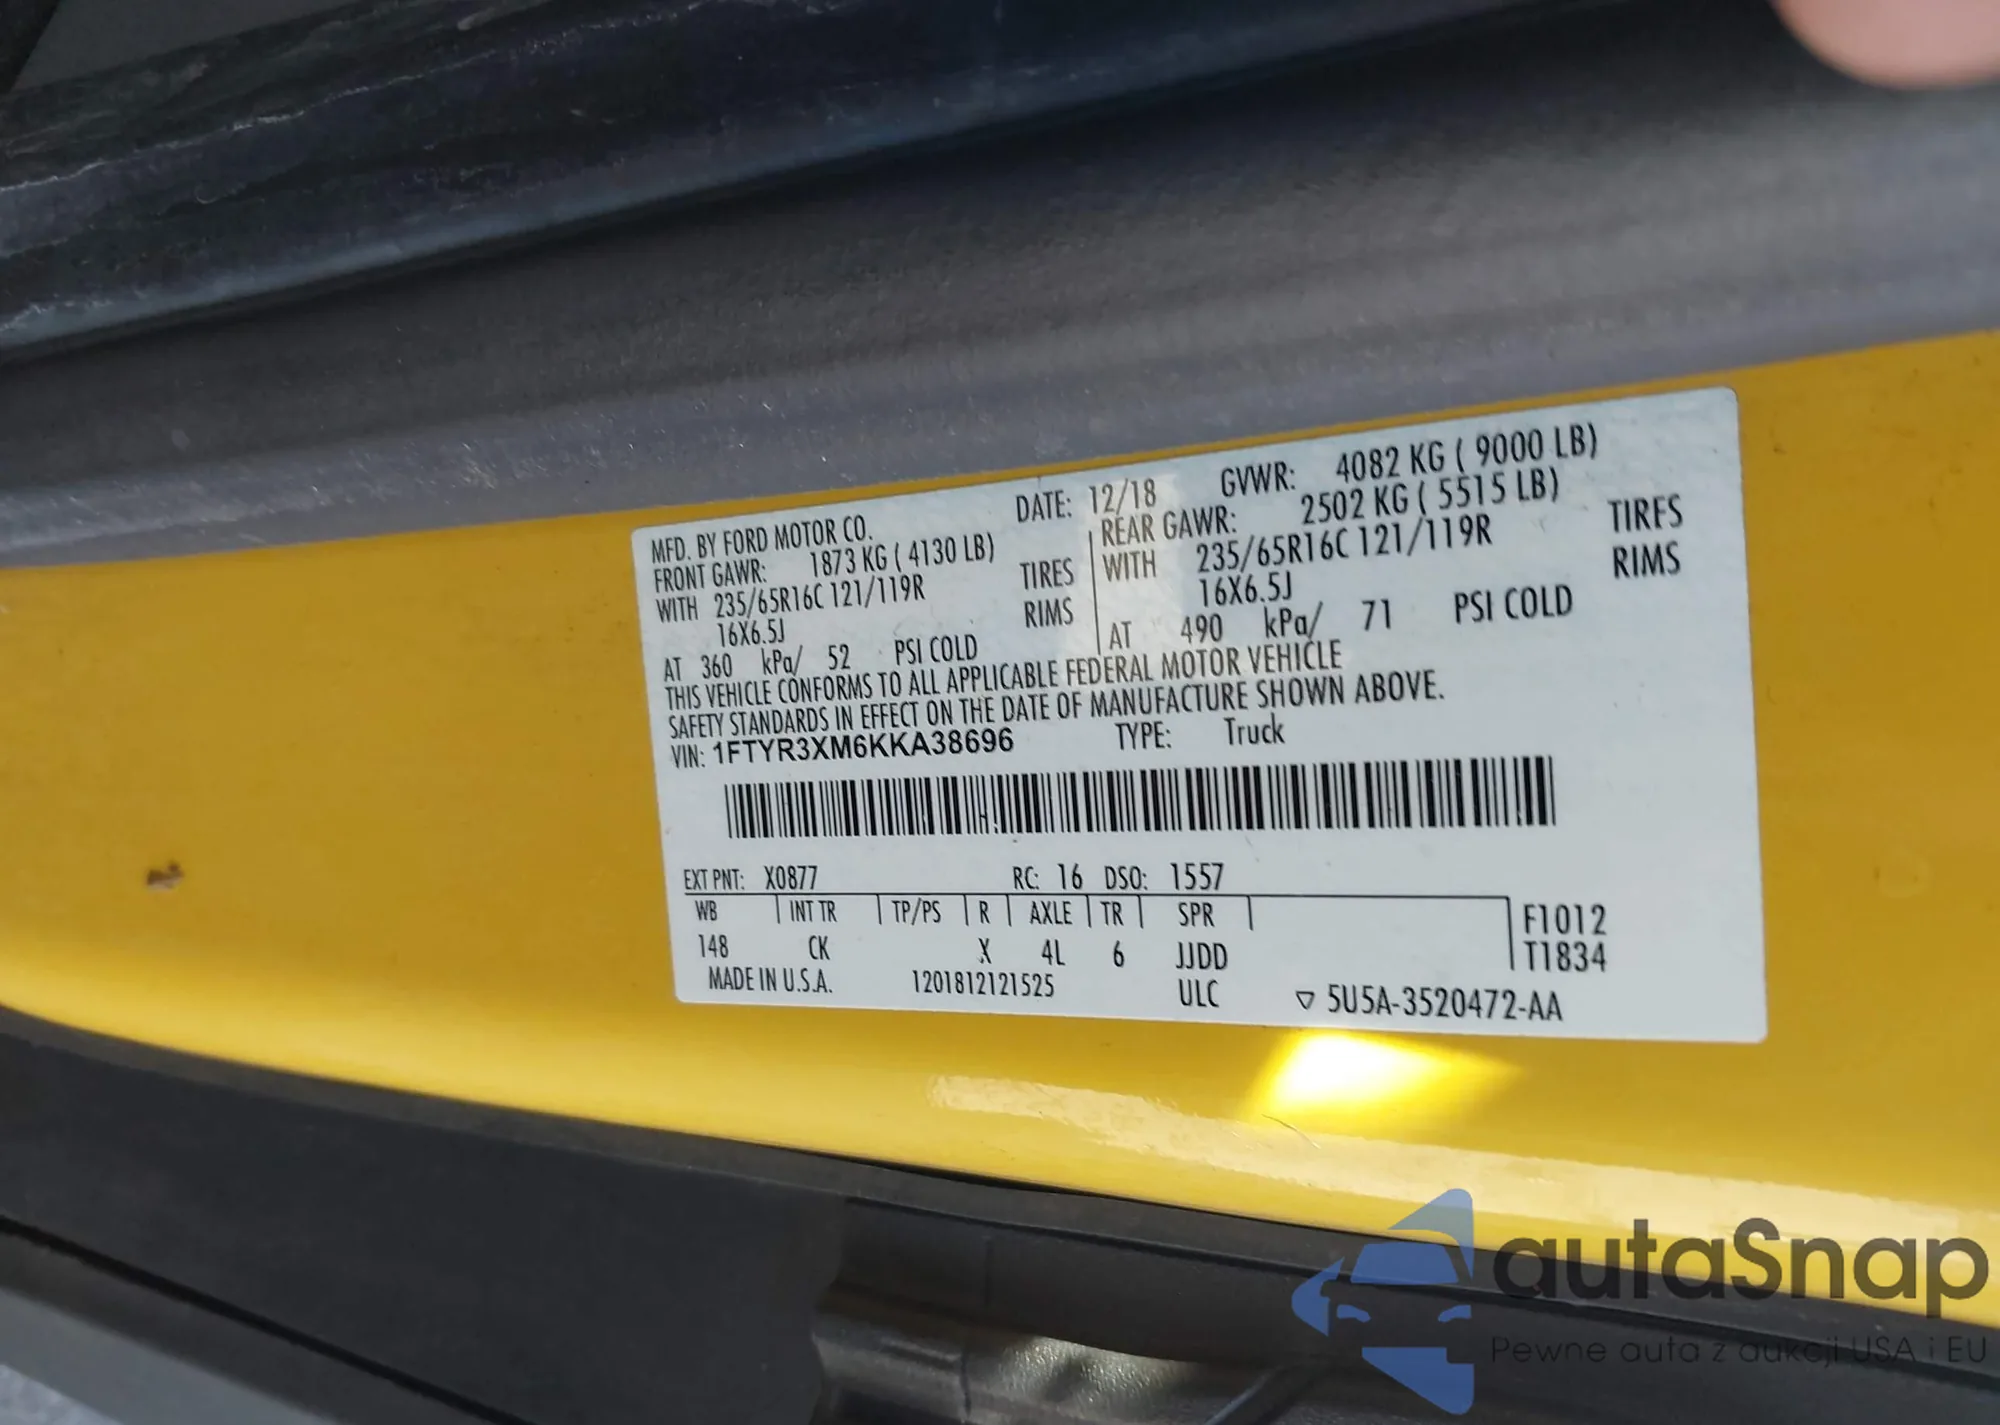 MFD. BY FORD MOTOR CO. DATE: 12/18 GVWR: 4082 KG ( 9000 LB)
FRONT GAWR: 1873 KG ( 4130 LB) REAR GAWR: 2502 KG ( 5515 LB)
WITH 235/65R16C 121/119R TIRES WITH 235/65R16C 121/119R TIRES
16X6.5J RIMS 16X6.5J RIMS
AT 360 kPa/ 52 PSI COLD AT 490 kPa/ 71 PSI COLD
THIS VEHICLE CONFORMS TO ALL APPLICABLE FEDERAL MOTOR VEHICLE
SAFETY STANDARDS IN EFFECT ON THE DATE OF MANUFACTURE SHOWN ABOVE.
VIN: 1FTYR3XM6KKA38696 TYPE: Truck
EXT PNT: X0877 RC: 16 DSO: 1557
WB INT TR TP/PS R AXLE TR SPR F1012
148 CK X 4L 6 JJDD T1834
MADE IN U.S.A. 1201812121525 ULC ▽ 5U5A-3520472-AA
autaSnap
Pewne auta z aukcji USA i EU